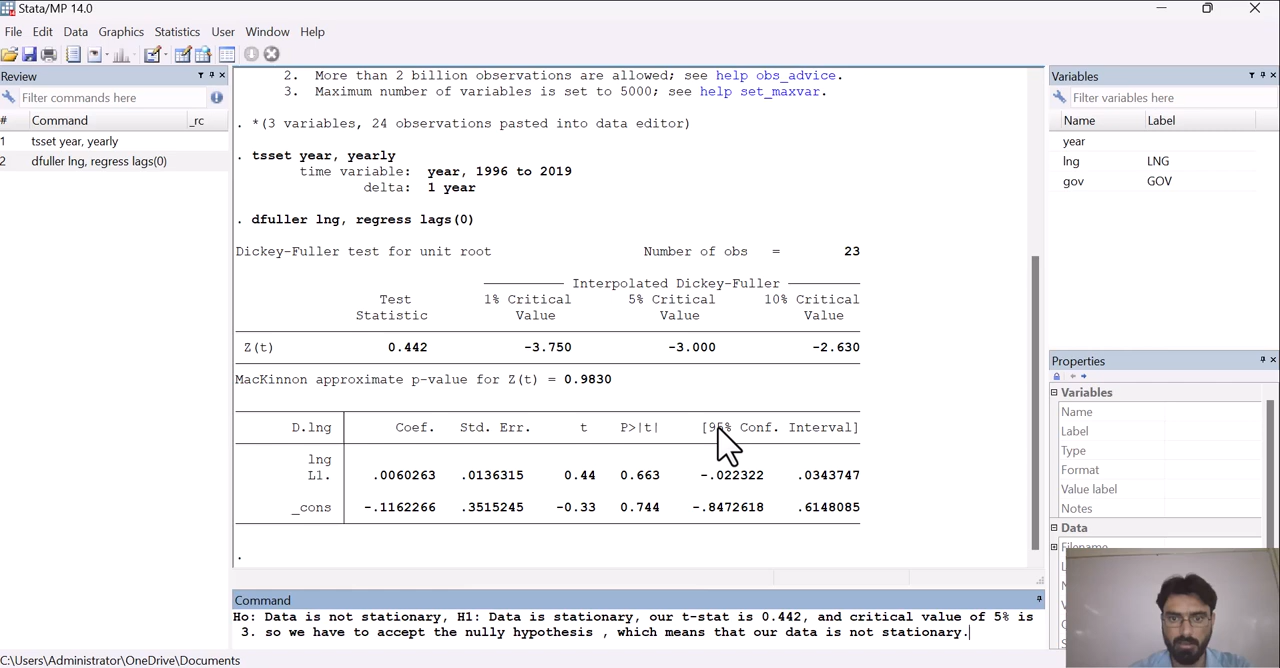 Stata/MP 14.0
File Edit Data Graphics Statistics User Window Help
Review
Filter commands here
# Command _rc
1 tsset year, yearly
2 dfuller lng, regress lags(0)
2. More than 2 billion observations are allowed; see help obs_advice.
3. Maximum number of variables is set to 5000; see help set_maxvar.
. *(3 variables, 24 observations pasted into data editor)
. tsset year, yearly
time variable: year, 1996 to 2019
delta: 1 year
. dfuller lng, regress lags(0)
Dickey-Fuller test for unit root Number of obs = 23
Interpolated Dickey-Fuller
Test 1% Critical 5% Critical 10% Critical
Statistic Value Value Value
Z(t) 0.442 -3.750 -3.000 -2.630
MacKinnon approximate p-value for Z(t) = 0.9830
D.lng Coef. Std. Err. t P>|t| [95% Conf. Interval]
lng
L1. .0060263 .0136315 0.44 0.663 -.022322 .0343747
_cons -.1162266 .3515245 -0.33 0.744 -.8472618 .6148085
.
Command
Ho: Data is not stationary, H1: Data is stationary, our t-stat is 0.442, and critical value of 5% is
3. so we have to accept the nully hypothesis , which means that our data is not stationary.
Variables
Filter variables here
Name Label
year
lng LNG
gov GOV
Properties
Variables
Name
Label
Type
Format
Value label
Notes
Data
Filename
C:\Users\Administrator\OneDrive\Documents